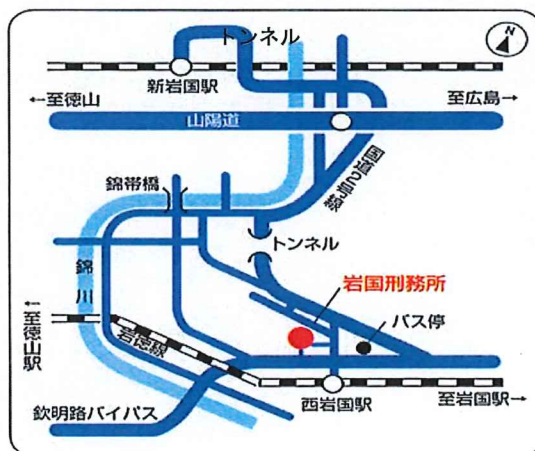 トンネル
N
新岩国駅
←至徳山
至広島→
山陽道
国道2号線
錦帯橋
トンネル
錦川
岩国刑務所
バス停
至徳山駅→
岩徳線
西岩国駅
至岩国駅→
欽明路バイパス